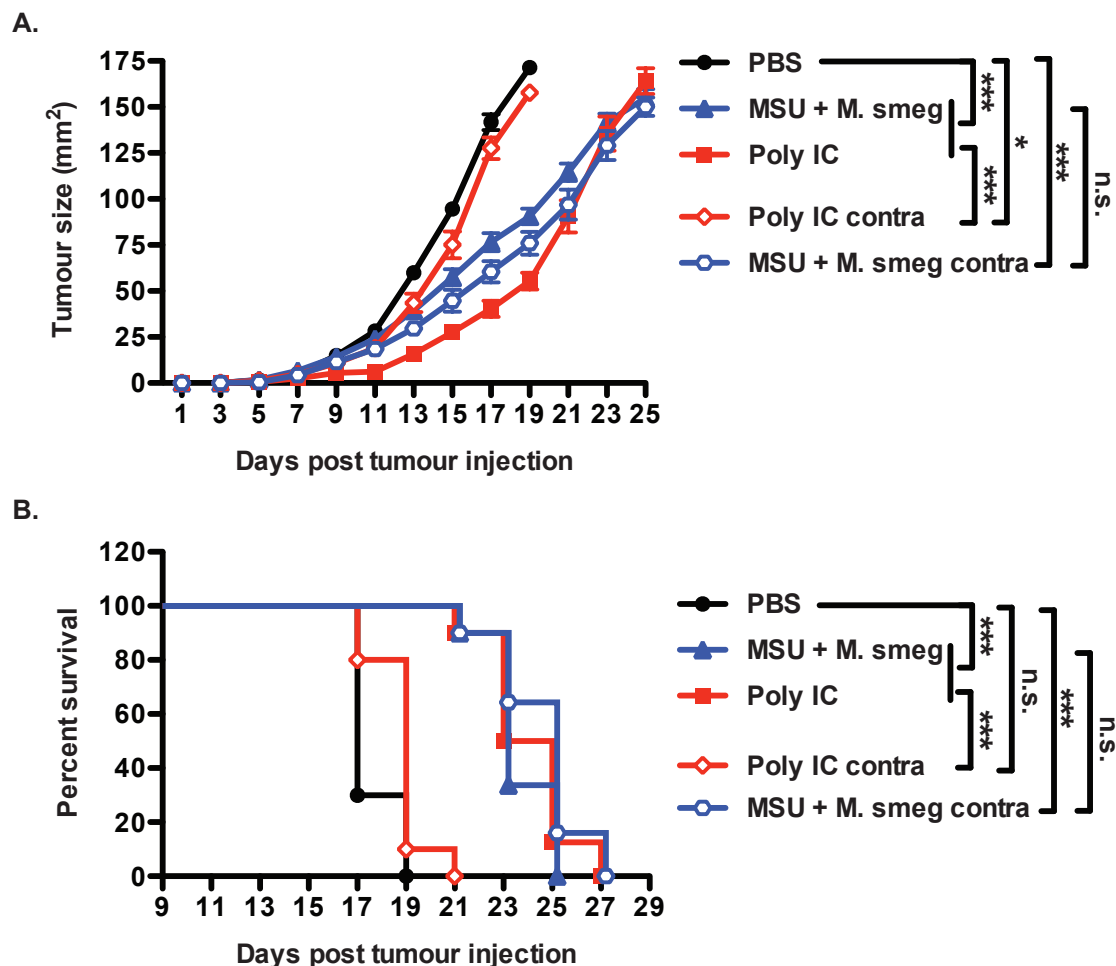 A.
175
150
125
100
75
50
25
0
Tumour size (mm²)
1 3 5 7 9 11 13 15 17 19 21 23 25
Days post tumour injection
PBS
MSU + M. smeg
Poly IC
Poly IC contra
MSU + M. smeg contra
***
***
*
***
n.s.
B.
120
100
80
60
40
20
0
Percent survival
9 11 13 15 17 19 21 23 25 27 29
Days post tumour injection
PBS
MSU + M. smeg
Poly IC
Poly IC contra
MSU + M. smeg contra
***
***
n.s.
***
n.s.